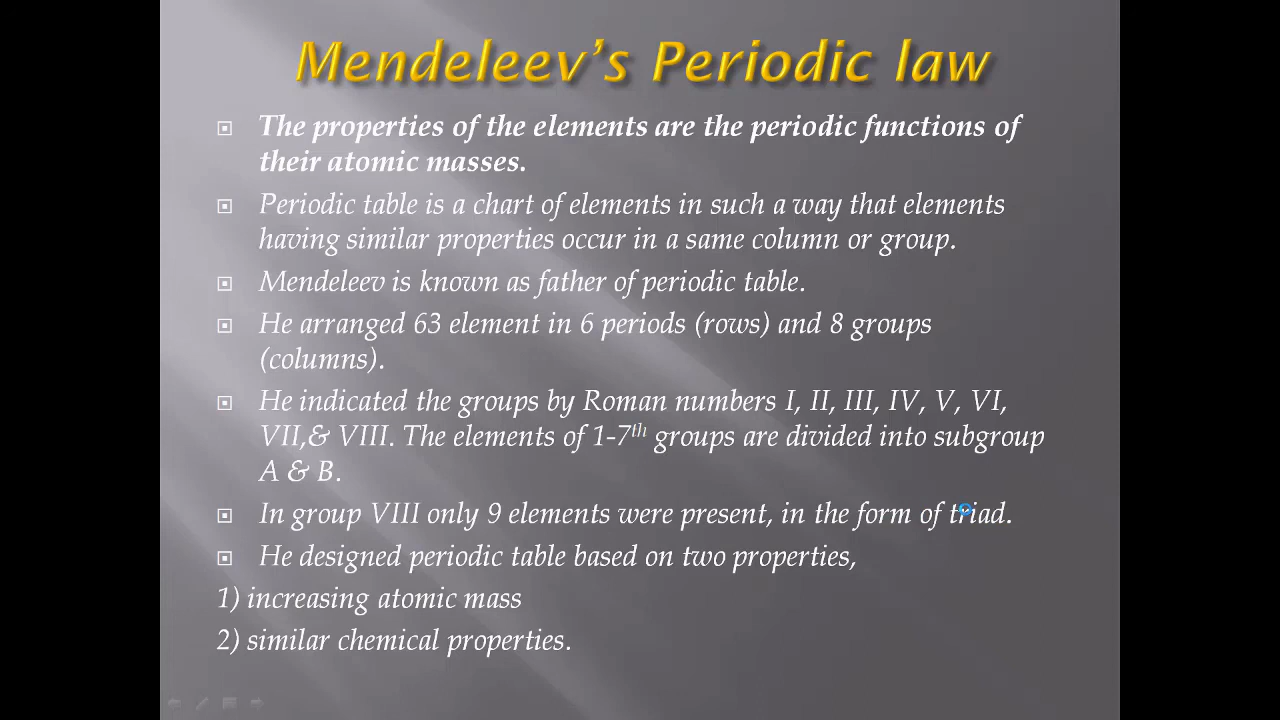 Mendeleev's Periodic law
The properties of the elements are the periodic functions of
their atomic masses.
Periodic table is a chart of elements in such a way that elements
having similar properties occur in a same column or group.
Mendeleev is known as father of periodic table.
He arranged 63 element in 6 periods (rows) and 8 groups
(columns).
He indicated the groups by Roman numbers I, II, III, IV, V, VI,
VII,& VIII. The elements of 1-7th groups are divided into subgroup
A & B.
In group VIII only 9 elements were present, in the form of triad.
He designed periodic table based on two properties,
1) increasing atomic mass
2) similar chemical properties.